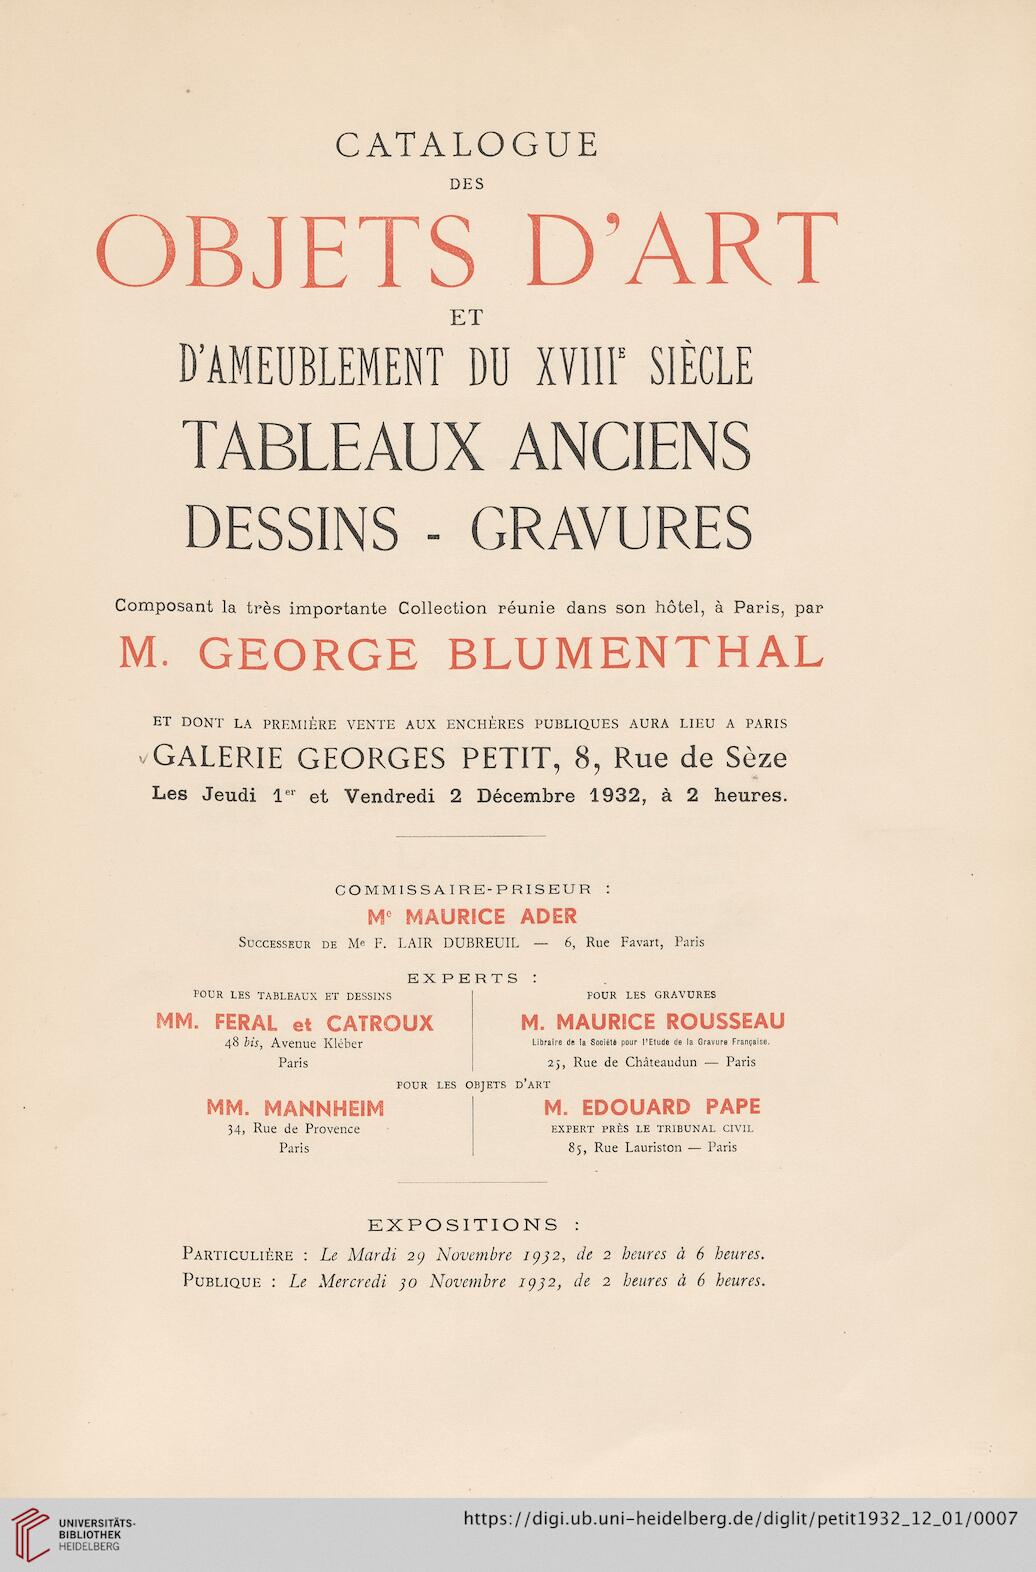 CATALOGUE
DES
OBJETS D'ART
ET
D'AMEUBLEMENT DU XVIIIE SIÈCLE
TABLEAUX ANCIENS
DESSINS - GRAVURES
Composant la très importante Collection réunie dans son hôtel, à Paris, par
M. GEORGE BLUMENTHAL
ET DONT LA PREMIÈRE VENTE AUX ENCHÈRES PUBLIQUES AURA LIEU A PARIS
GALERIE GEORGES PETIT, 8, Rue de Sèze
Les Jeudi 1er et Vendredi 2 Décembre 1932, à 2 heures.
COMMISSAIRE-PRISEUR :
Me MAURICE ADER
SUCCESSEUR DE Me F. LAIR DUBREUIL — 6, Rue Favart, Paris
EXPERTS :
POUR LES TABLEAUX ET DESSINS
MM. FERAL et CATROUX
48 bis, Avenue Kléber
Paris
POUR LES GRAVURES
M. MAURICE ROUSSEAU
Libraire de la Société pour l'Etude de la Gravure Française.
25, Rue de Châteaudun — Paris
POUR LES OBJETS D'ART
MM. MANNHEIM
34, Rue de Provence
Paris
M. EDOUARD PAPE
EXPERT PRÈS LE TRIBUNAL CIVIL
85, Rue Lauriston — Paris
EXPOSITIONS :
PARTICULIÈRE : Le Mardi 29 Novembre 1932, de 2 heures à 6 heures.
PUBLIQUE : Le Mercredi 30 Novembre 1932, de 2 heures à 6 heures.
UNIVERSITÄTS-
BIBLIOTHEK
HEIDELBERG
https://digi.ub.uni-heidelberg.de/diglit/petit1932_12_01/0007